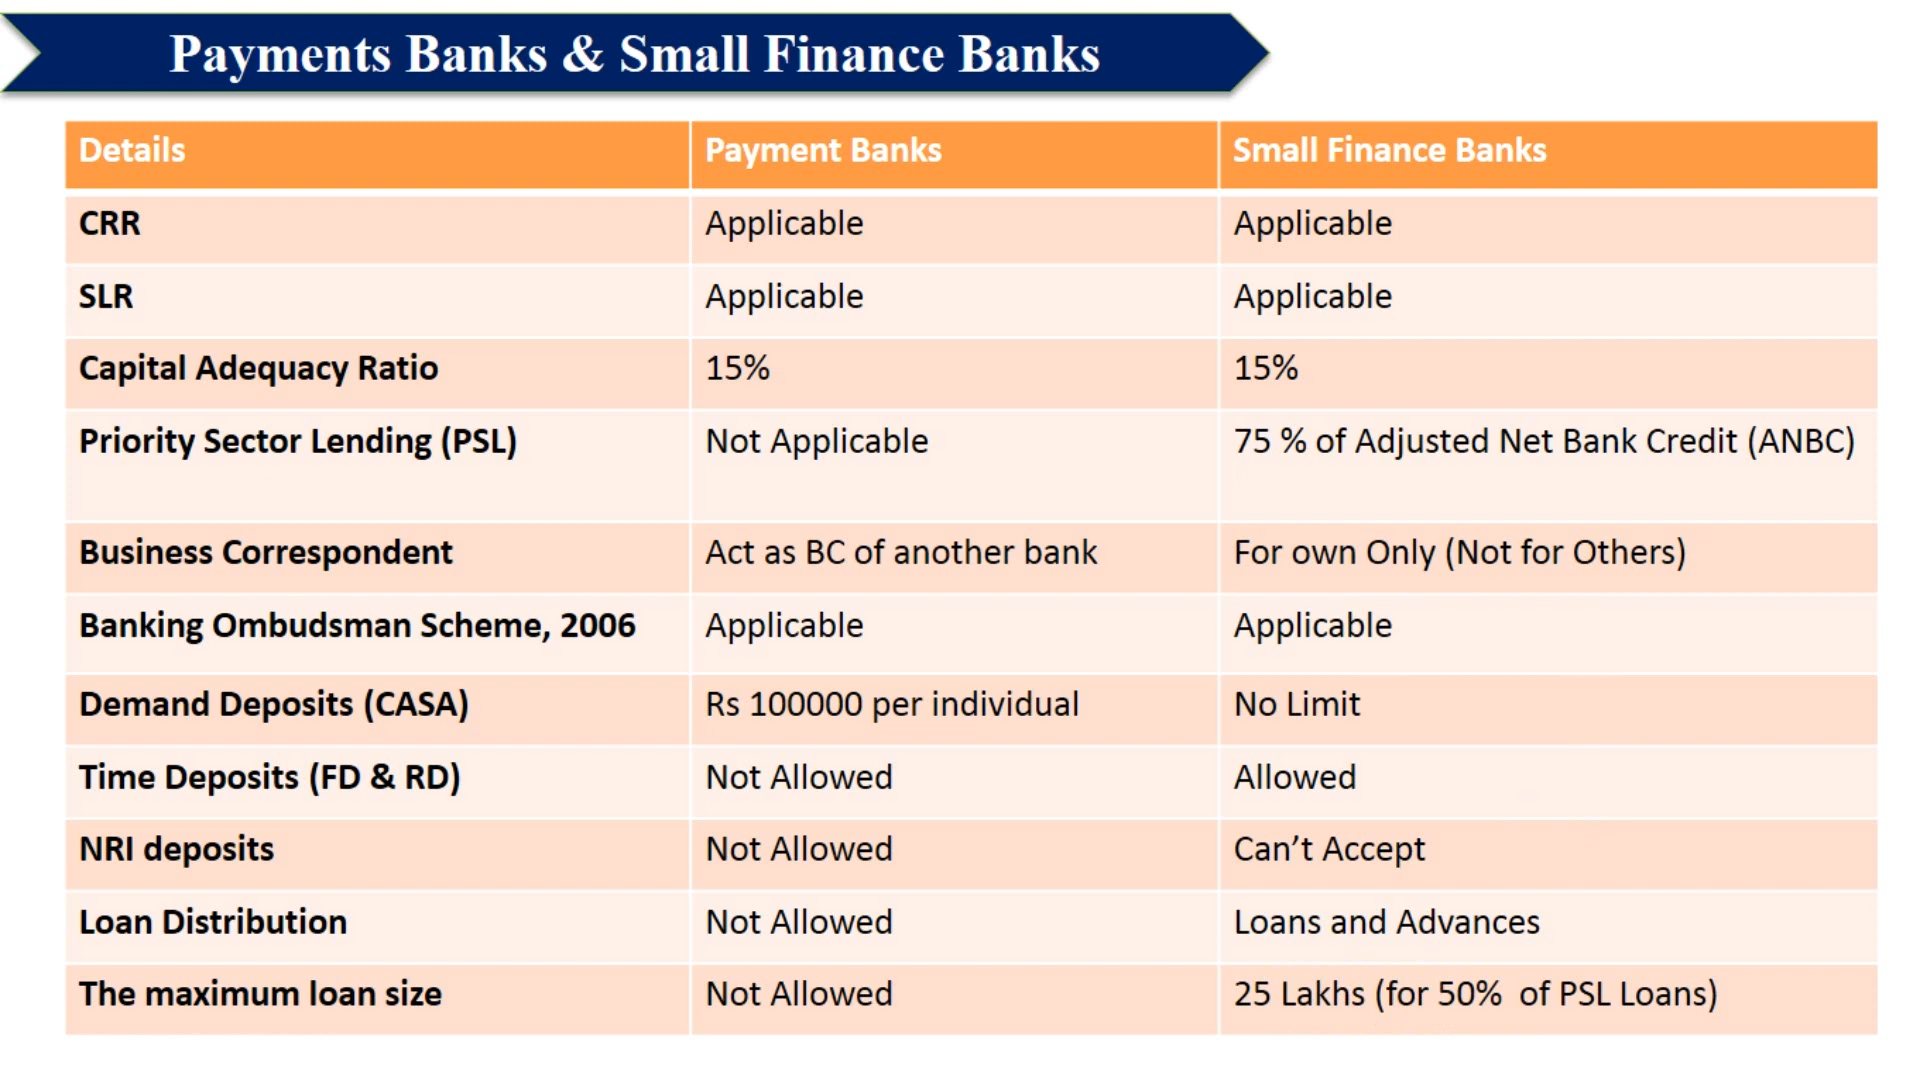 Payments Banks & Small Finance Banks
Details Payment Banks Small Finance Banks
CRR Applicable Applicable
SLR Applicable Applicable
Capital Adequacy Ratio 15% 15%
Priority Sector Lending (PSL) Not Applicable 75 % of Adjusted Net Bank Credit (ANBC)
Business Correspondent Act as BC of another bank For own Only (Not for Others)
Banking Ombudsman Scheme, 2006 Applicable Applicable
Demand Deposits (CASA) Rs 100000 per individual No Limit
Time Deposits (FD & RD) Not Allowed Allowed
NRI deposits Not Allowed Can’t Accept
Loan Distribution Not Allowed Loans and Advances
The maximum loan size Not Allowed 25 Lakhs (for 50% of PSL Loans)